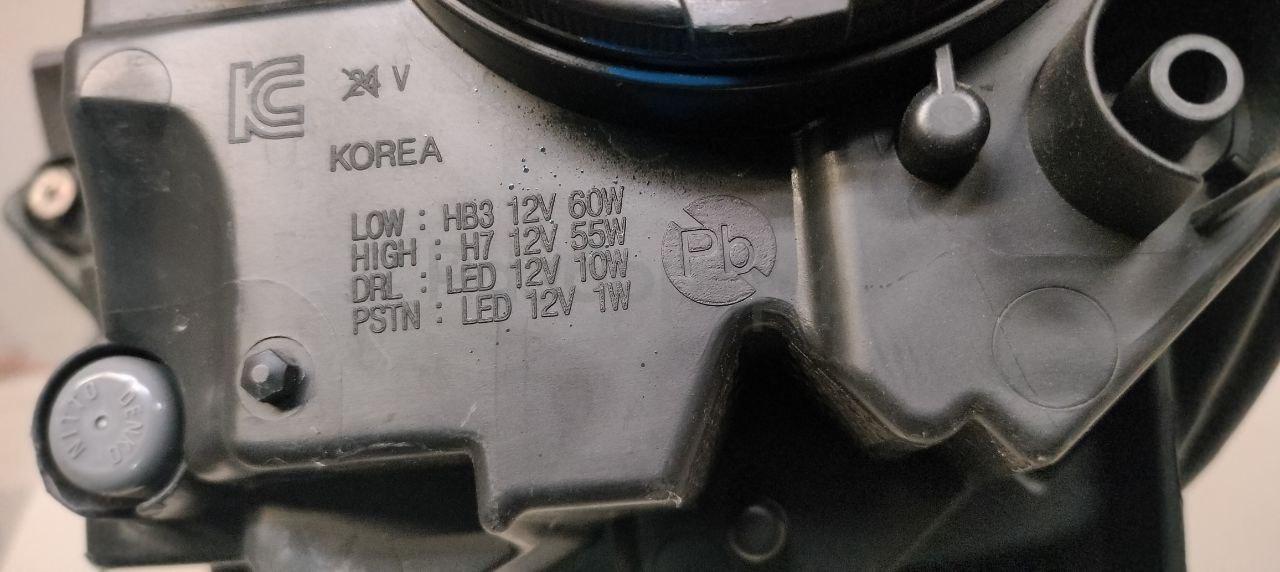 KC
24 V
KOREA
LOW : HB3 12V 60W
HIGH : H7 12V 55W
DRL : LED 12V 10W
PSTN : LED 12V 1W
Pb
NITTO
DENKO